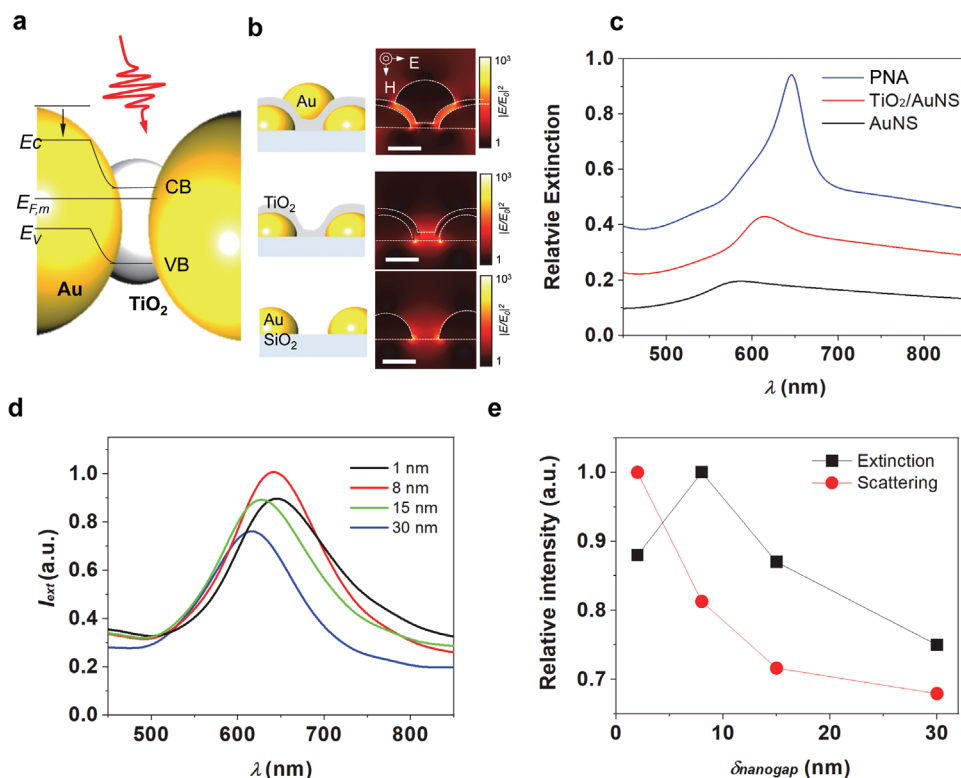 a
Ec
CB
E_F,m
E_V
VB
Au
TiO₂
b
Au
E
H
10³
|E/E₀|²
1
TiO₂
10³
|E/E₀|²
1
Au
SiO₂
10³
|E/E₀|²
1
c
1.0
0.8
0.6
0.4
0.2
0.0
Relatvie Extinction
PNA
TiO₂/AuNS
AuNS
500 600 700 800
λ (nm)
d
1.0
0.8
0.6
0.4
0.2
0.0
I_ext (a.u.)
1 nm
8 nm
15 nm
30 nm
500 600 700 800
λ (nm)
e
1.0
0.9
0.8
0.7
Relative intensity (a.u.)
Extinction
Scattering
0 10 20 30
δnanogap (nm)